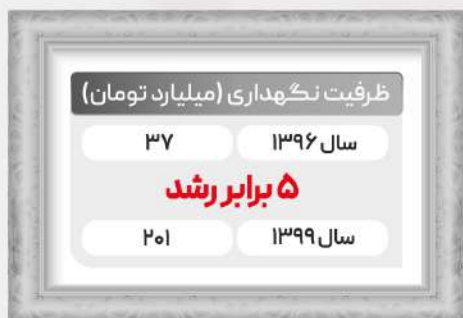 ظرفیت نگهداری (میلیارد تومان)
سال ۱۳۹۶ ۳۷
۵ برابر رشد
سال ۱۳۹۹ ۲۰۱